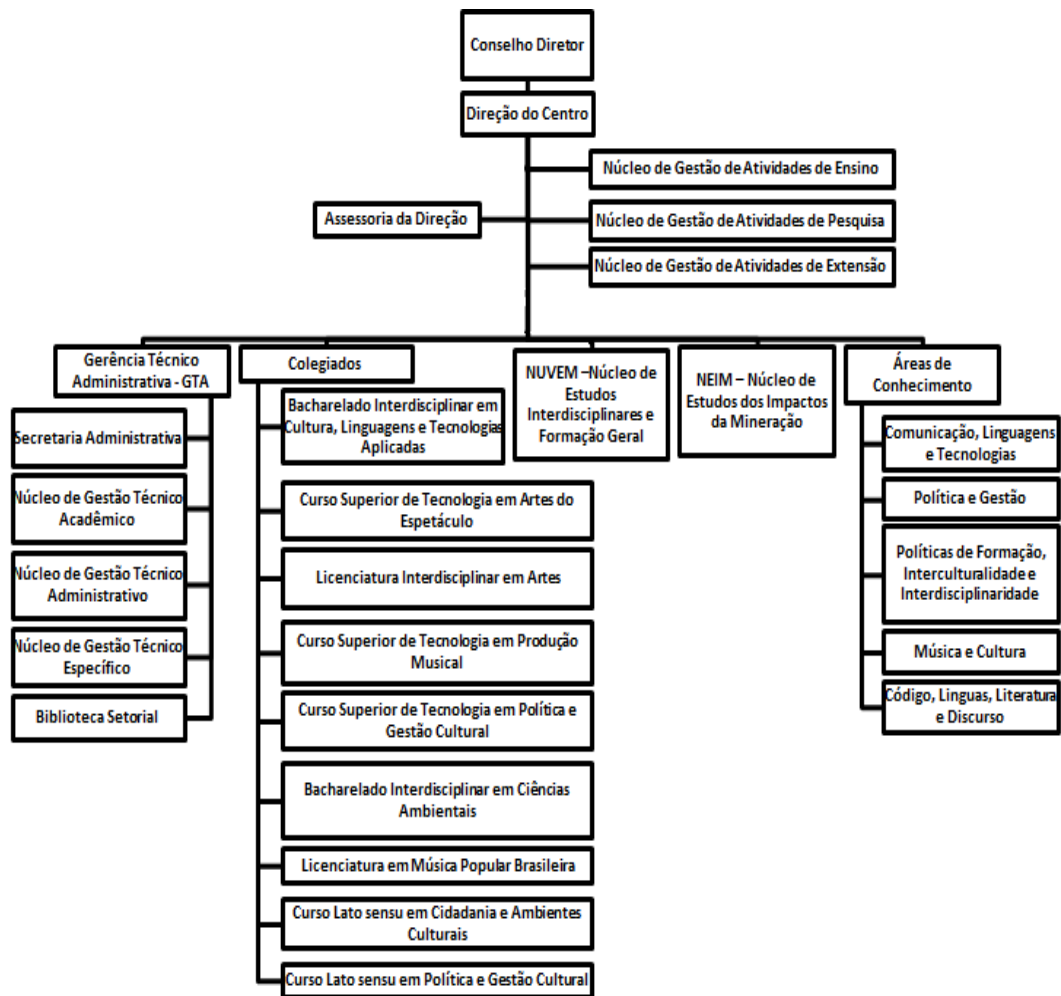 Conselho Diretor
Direção do Centro
Núcleo de Gestão de Atividades de Ensino
Assessoria da Direção
Núcleo de Gestão de Atividades de Pesquisa
Núcleo de Gestão de Atividades de Extensão
Gerência Técnico
Administrativa - GTA
Secretaria Administrativa
Núcleo de Gestão Técnico
Acadêmico
Núcleo de Gestão Técnico
Administrativo
Núcleo de Gestão Técnico
Específico
Biblioteca Setorial
Colegiados
Bacharelado Interdisciplinar em
Cultura, Linguagens e Tecnologias
Aplicadas
Curso Superior de Tecnologia em Artes do
Espetáculo
Licenciatura Interdisciplinar em Artes
Curso Superior de Tecnologia em Produção
Musical
Curso Superior de Tecnologia em Política e
Gestão Cultural
Bacharelado Interdisciplinar em Ciências
Ambientais
Licenciatura em Música Popular Brasileira
Curso Lato sensu em Cidadania e Ambientes
Culturais
Curso Lato sensu em Política e Gestão Cultural
NUVEM –Núcleo de
Estudos
Interdisciplinares e
Formação Geral
NEIM – Núcleo de
Estudos dos Impactos
da Mineração
Áreas de
Conhecimento
Comunicação, Linguagens
e Tecnologias
Política e Gestão
Políticas de Formação,
Interculturalidade e
Interdisciplinaridade
Música e Cultura
Código, Linguas, Literatura
e Discurso